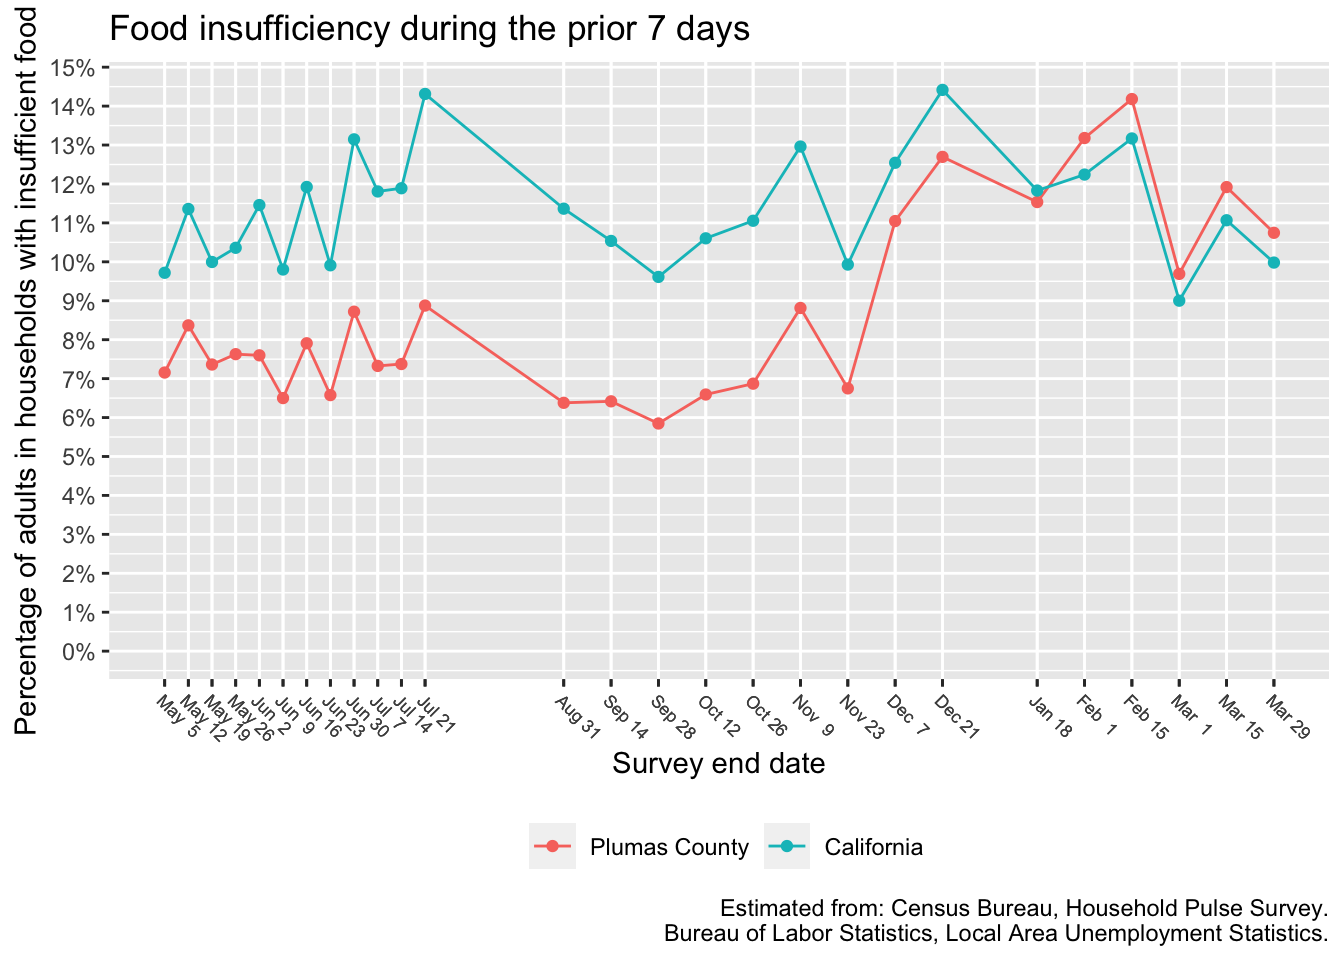 Food insufficiency during the prior 7 days
Percentage of adults in households with insufficient food
15%
14%
13%
12%
11%
10%
9%
8%
7%
6%
5%
4%
3%
2%
1%
0%
May 5
May 12
May 19
May 26
Jun 2
Jun 9
Jun 16
Jun 23
Jun 30
Jul 7
Jul 14
Jul 21
Aug 31
Sep 14
Sep 28
Oct 12
Oct 26
Nov 9
Nov 23
Dec 7
Dec 21
Jan 18
Feb 1
Feb 15
Mar 1
Mar 15
Mar 29
Survey end date
Plumas County
California
Estimated from: Census Bureau, Household Pulse Survey.
Bureau of Labor Statistics, Local Area Unemployment Statistics.